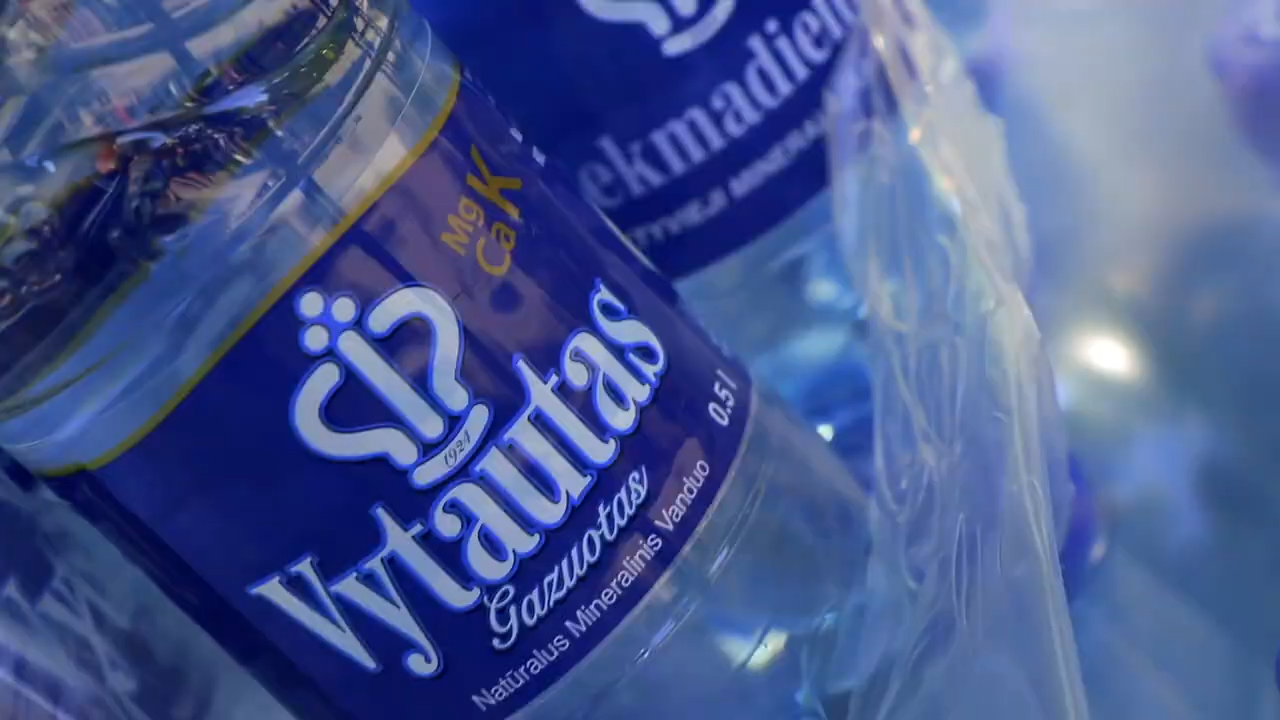 Mg K
Ca
1924
Vytautas
Gazuotas
Natūralus Mineralinis Vanduo
0.5 l
ekmadien